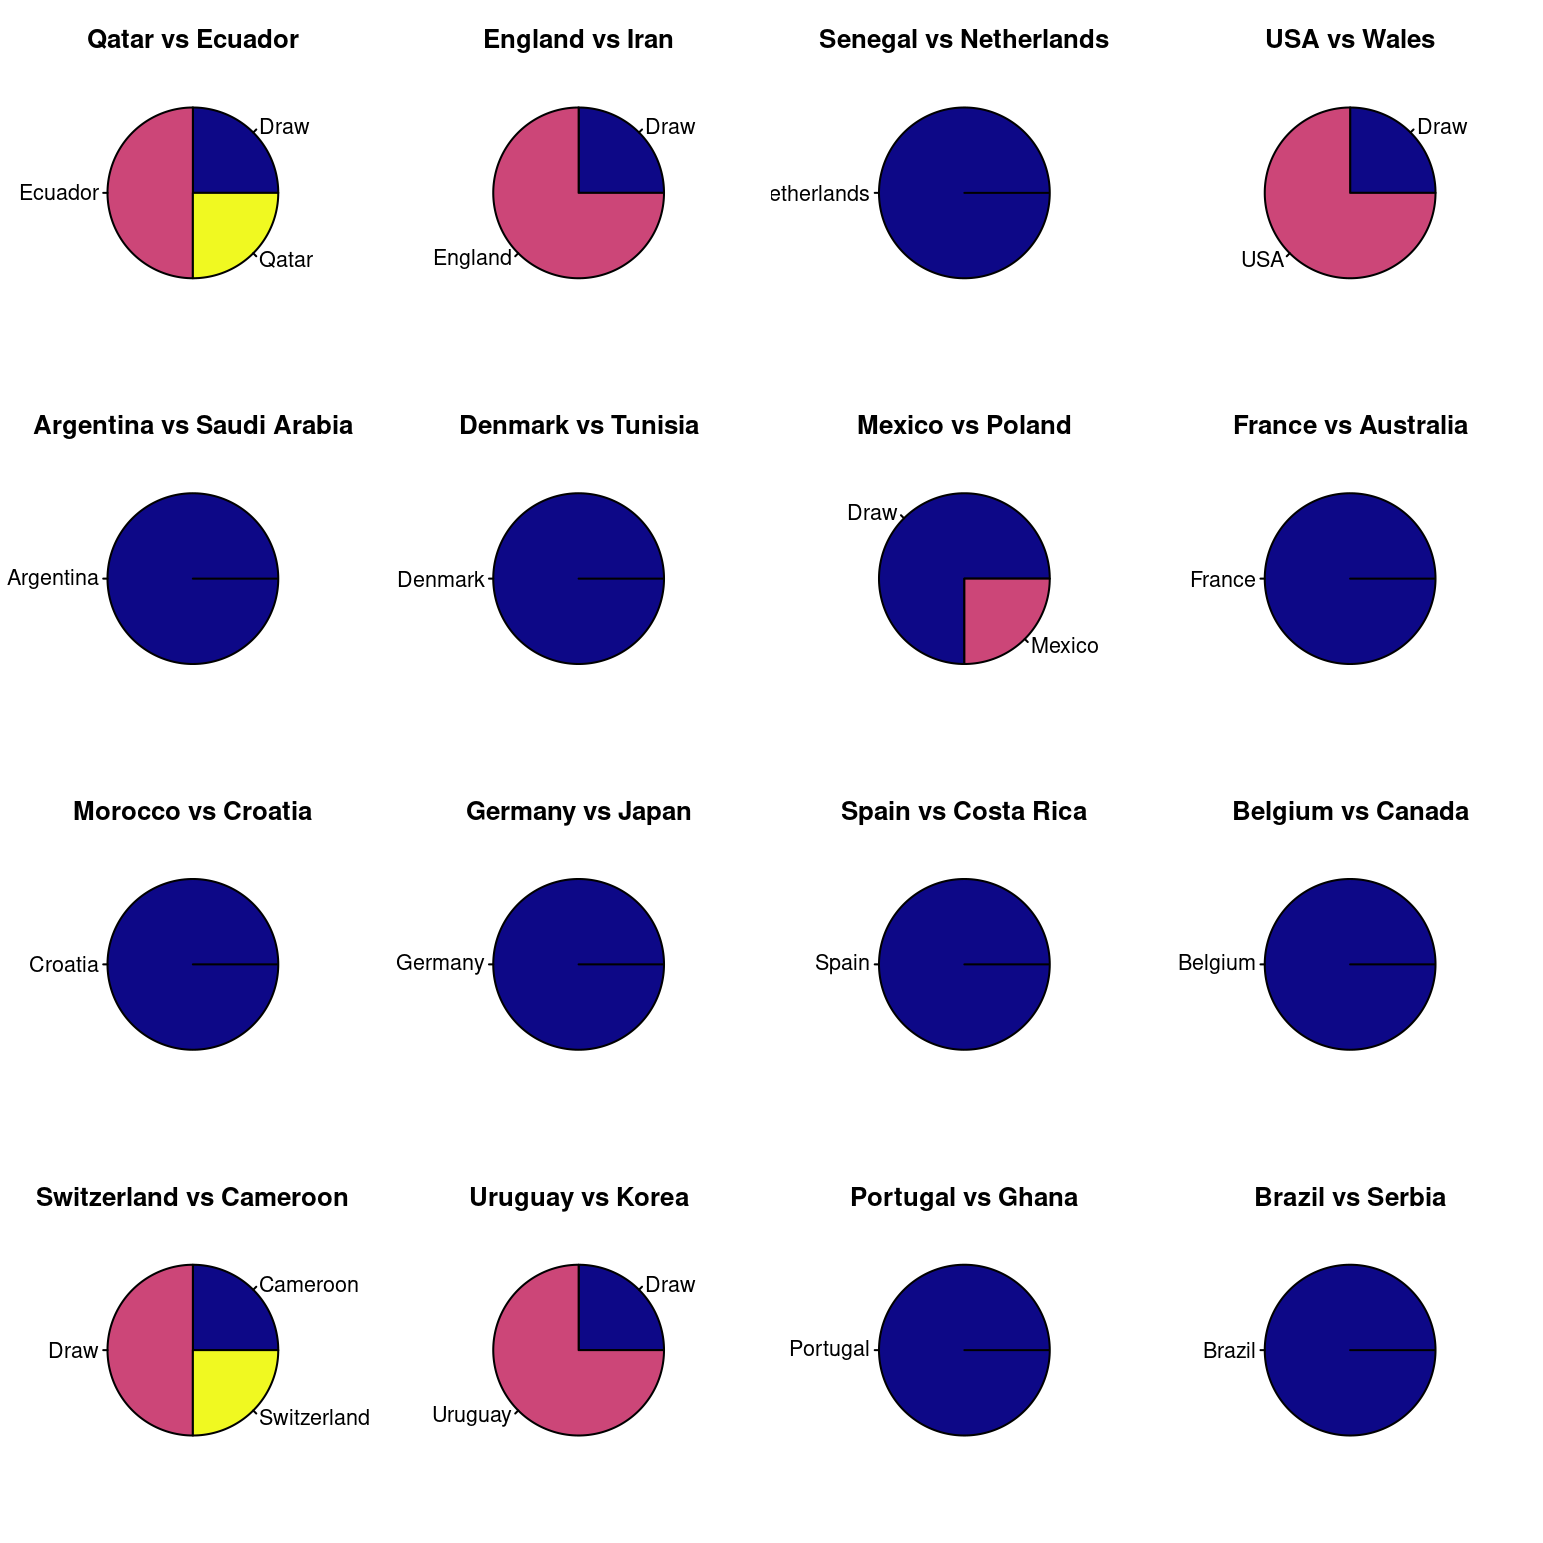 Qatar vs Ecuador
Draw
Ecuador
Qatar
England vs Iran
Draw
England
Senegal vs Netherlands
etherlands
USA vs Wales
Draw
USA
Argentina vs Saudi Arabia
Argentina
Denmark vs Tunisia
Denmark
Mexico vs Poland
Draw
Mexico
France vs Australia
France
Morocco vs Croatia
Croatia
Germany vs Japan
Germany
Spain vs Costa Rica
Spain
Belgium vs Canada
Belgium
Switzerland vs Cameroon
Cameroon
Draw
Switzerland
Uruguay vs Korea
Draw
Uruguay
Portugal vs Ghana
Portugal
Brazil vs Serbia
Brazil